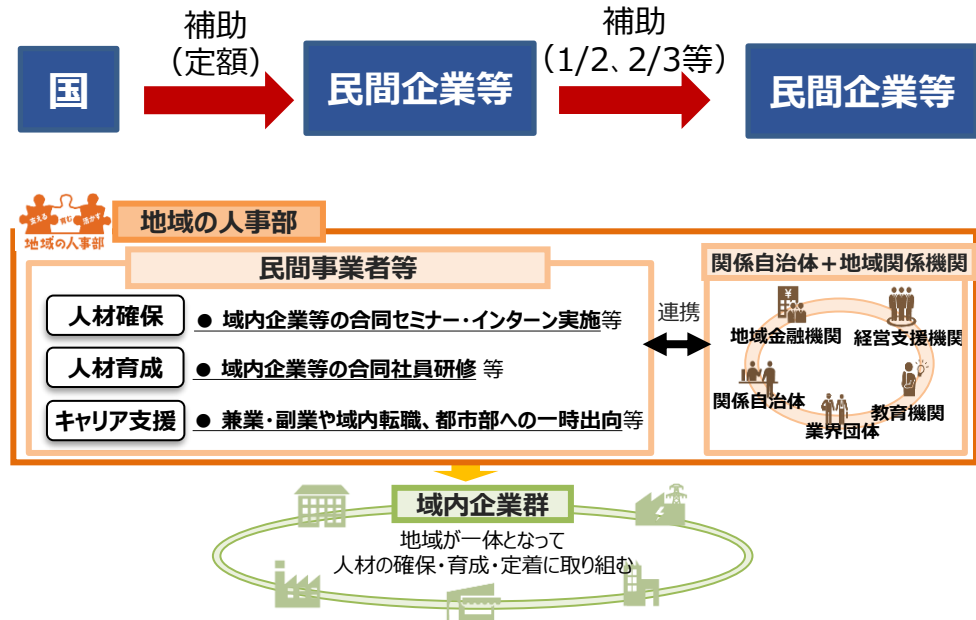 補助
（定額）
補助
（1/2、2/3等）
国
民間企業等
民間企業等
支える 育む 活かす
地域の人事部
地域の人事部
民間事業者等
人材確保
● 域内企業等の合同セミナー・インターン実施等
人材育成
● 域内企業等の合同社員研修 等
キャリア支援
● 兼業・副業や域内転職、都市部への一時出向等
連携
関係自治体＋地域関係機関
¥
地域金融機関
経営支援機関
関係自治体
教育機関
業界団体
域内企業群
地域が一体となって
人材の確保・育成・定着に取り組む